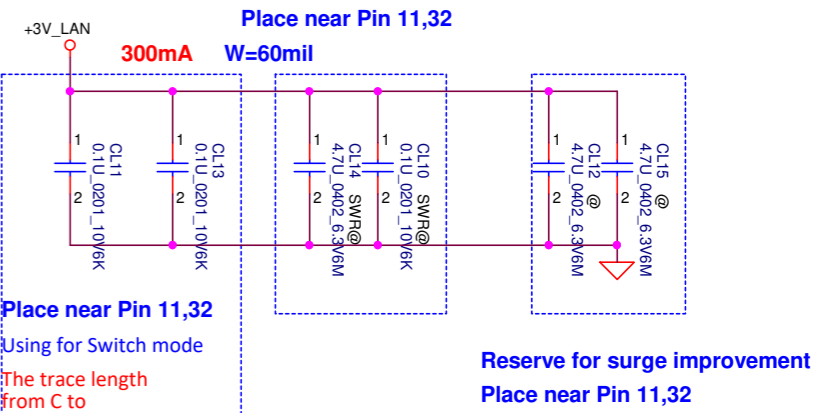 Place near Pin 11,32
+3V_LAN
300mA W=60mil
1
2
CL11
0.1U_0201_10V6K
1
2
CL13
0.1U_0201_10V6K
1
2
CL14 SWR@
4.7U_0402_6.3V6M
1
2
CL10 SWR@
0.1U_0201_10V6K
1
2
CL12 @
4.7U_0402_6.3V6M
1
2
CL15 @
4.7U_0402_6.3V6M
Place near Pin 11,32
Using for Switch mode
The trace length
from C to
Reserve for surge improvement
Place near Pin 11,32